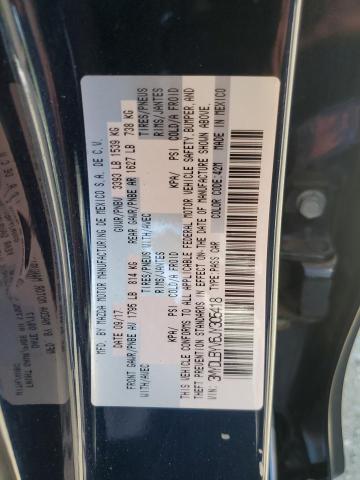 MFD. BY MAZDA MOTOR MANUFACTURING DE MEXICO S.A. DE C.V.
DATE: 09/17 GVWR/PNBV 3393 LB 1539 KG
FRONT GAWR/PNBE AV 1795 LB 814 KG REAR GAWR/PNBE AR 1627 LB 738 KG
WITH/AVEC TIRES/PNEUS WITH/AVEC TIRES/PNEUS
RIMS/JANTES RIMS/JANTES
KPA/ PSI COLD/A FROID KPA/ PSI COLD/A FROID
THIS VEHICLE CONFORMS TO ALL APPLICABLE FEDERAL MOTOR VEHICLE SAFETY, BUMPER, AND
THEFT PREVENTION STANDARDS IN EFFECT ON THE DATE OF MANUFACTURE SHOWN ABOVE.
VIN: TYPE: PASS CAR COLOR CODE: 42M MADE IN MEXICO